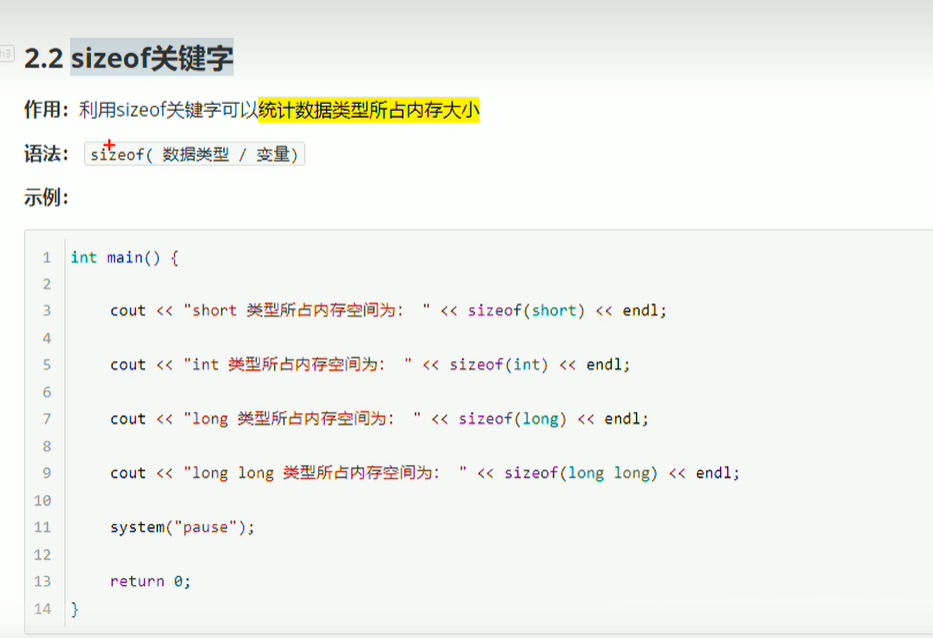 h3
2.2 sizeof关键字
作用：利用sizeof关键字可以统计数据类型所占内存大小
语法： sizeof( 数据类型 / 变量)
示例：
1 int main() {
2
3 cout << "short 类型所占内存空间为： " << sizeof(short) << endl;
4
5 cout << "int 类型所占内存空间为： " << sizeof(int) << endl;
6
7 cout << "long 类型所占内存空间为： " << sizeof(long) << endl;
8
9 cout << "long long 类型所占内存空间为： " << sizeof(long long) << endl;
10
11 system("pause");
12
13 return 0;
14 }